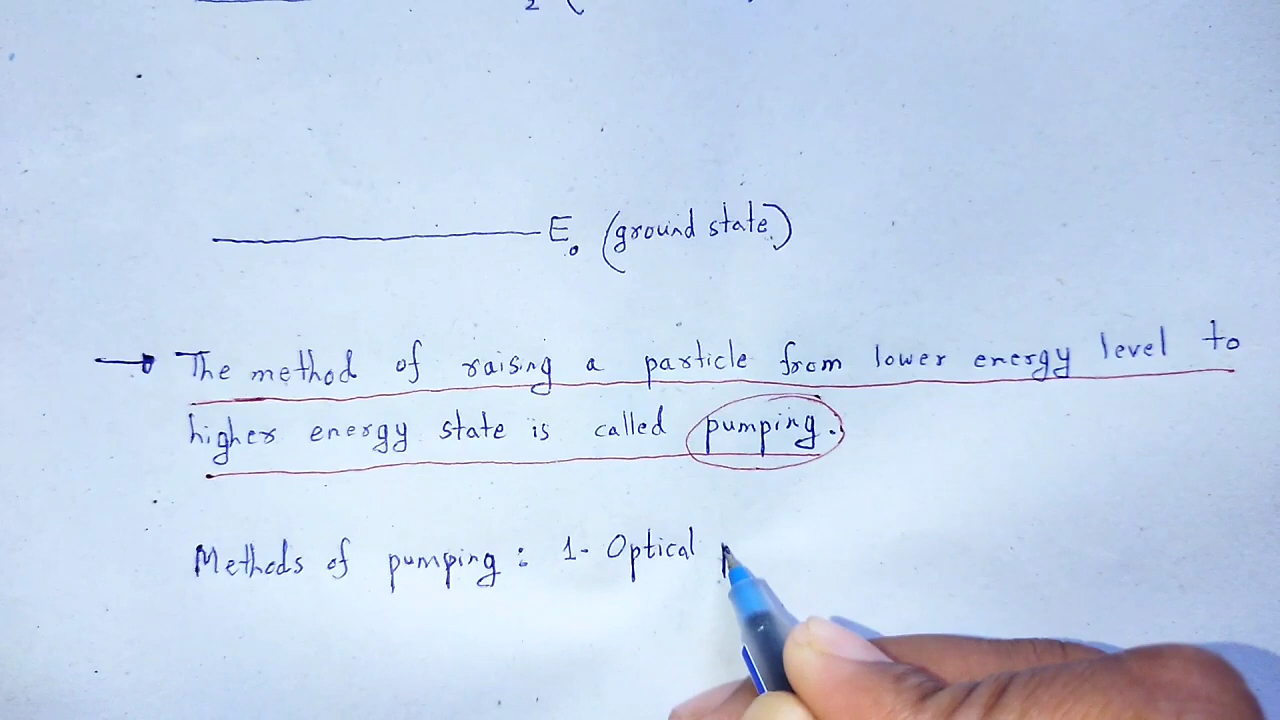 2 (
E₀ (ground state)
→ The method of raising a particle from lower energy level to
higher energy state is called pumping.
Methods of pumping : 1- Optical p